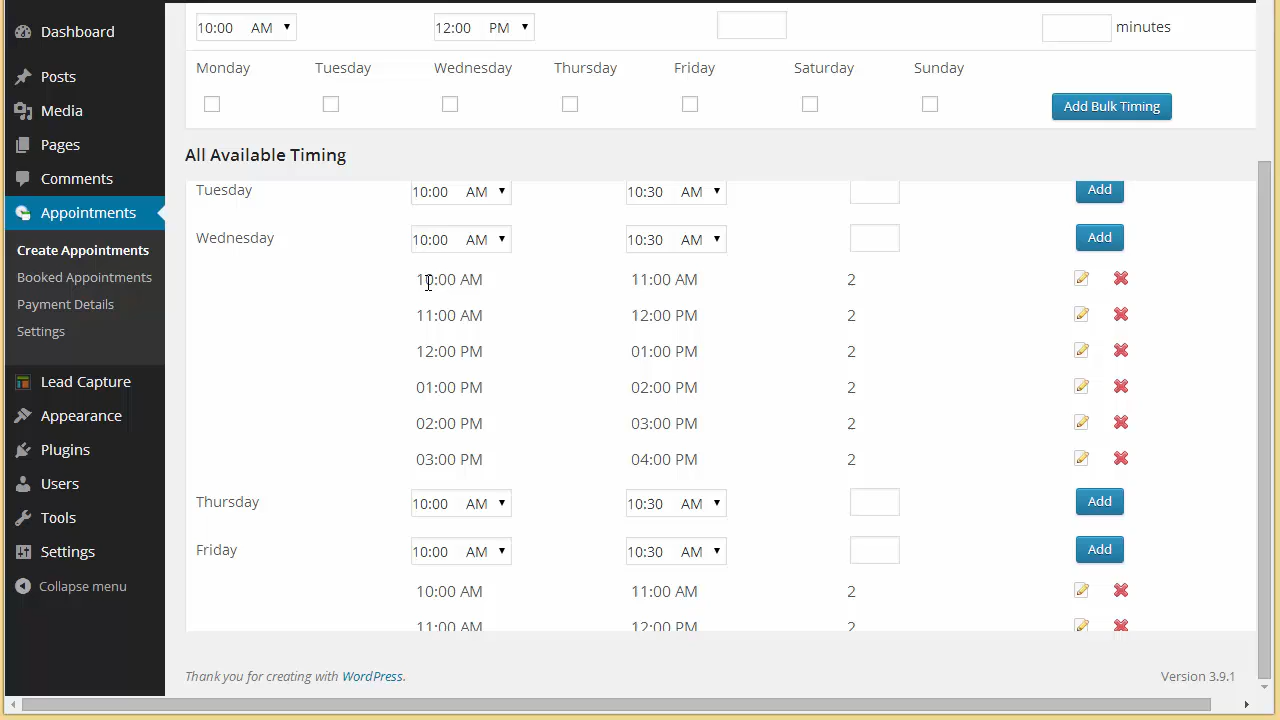 Dashboard
Posts
Media
Pages
Comments
Appointments
Create Appointments
Booked Appointments
Payment Details
Settings
Lead Capture
Appearance
Plugins
Users
Tools
Settings
Collapse menu
10:00 AM 12:00 PM minutes
Monday Tuesday Wednesday Thursday Friday Saturday Sunday
Add Bulk Timing
All Available Timing
Tuesday 10:00 AM 10:30 AM Add
Wednesday 10:00 AM 10:30 AM Add
10:00 AM 11:00 AM 2
11:00 AM 12:00 PM 2
12:00 PM 01:00 PM 2
01:00 PM 02:00 PM 2
02:00 PM 03:00 PM 2
03:00 PM 04:00 PM 2
Thursday 10:00 AM 10:30 AM Add
Friday 10:00 AM 10:30 AM Add
10:00 AM 11:00 AM 2
11:00 AM 12:00 PM 2
Thank you for creating with WordPress. Version 3.9.1